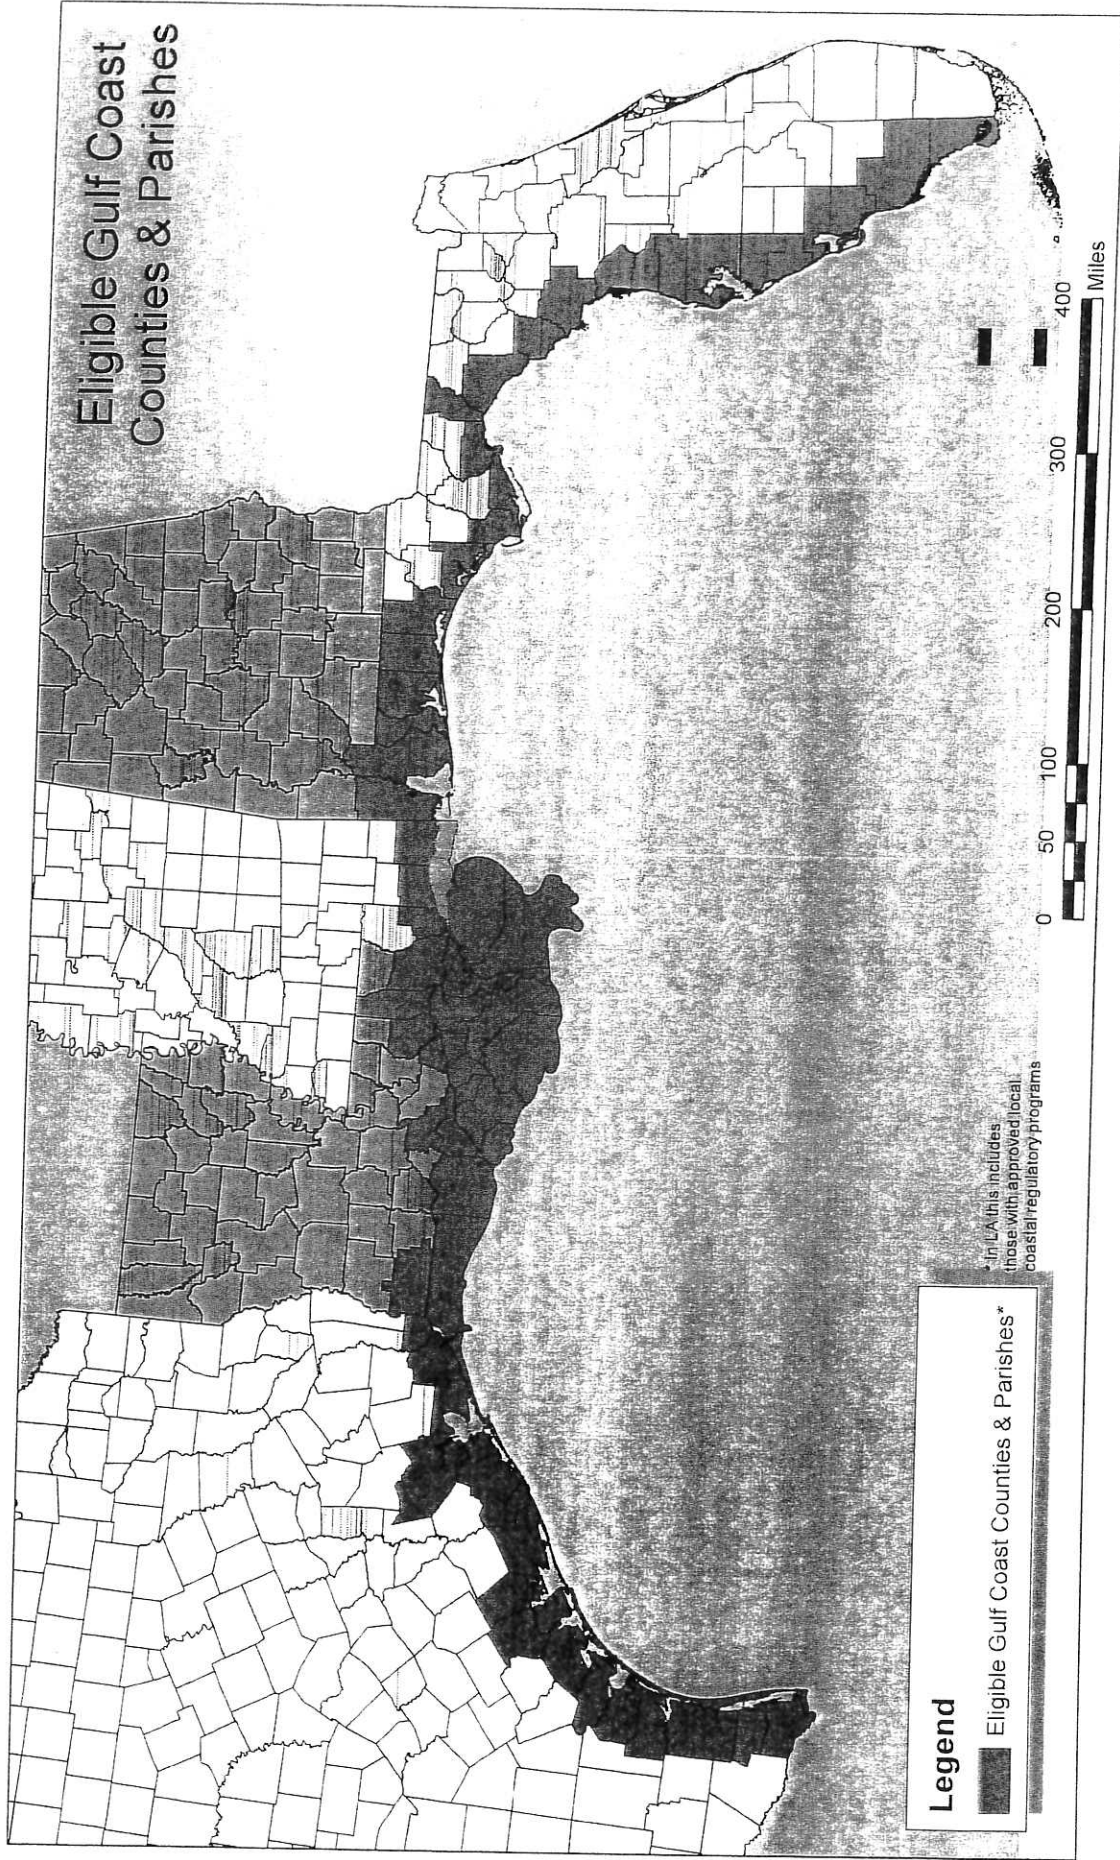 Eligible Gulf Coast
Counties & Parishes
Legend
Eligible Gulf Coast Counties & Parishes*
* In LA this includes
those with approved local
coastal regulatory programs
0 50 100 200 300 400
Miles